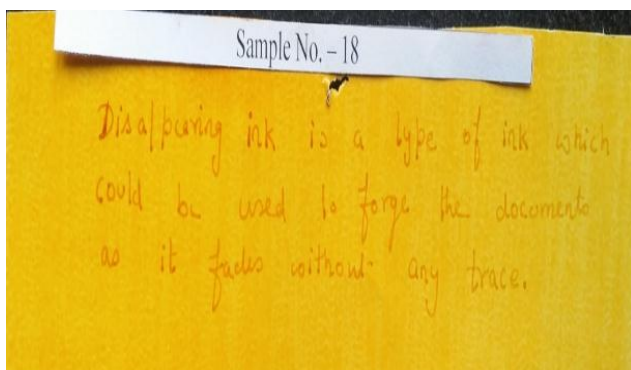 Sample No. – 18
Disappearing ink is a type of ink which
could be used to forge the documents
as it fades without any trace.